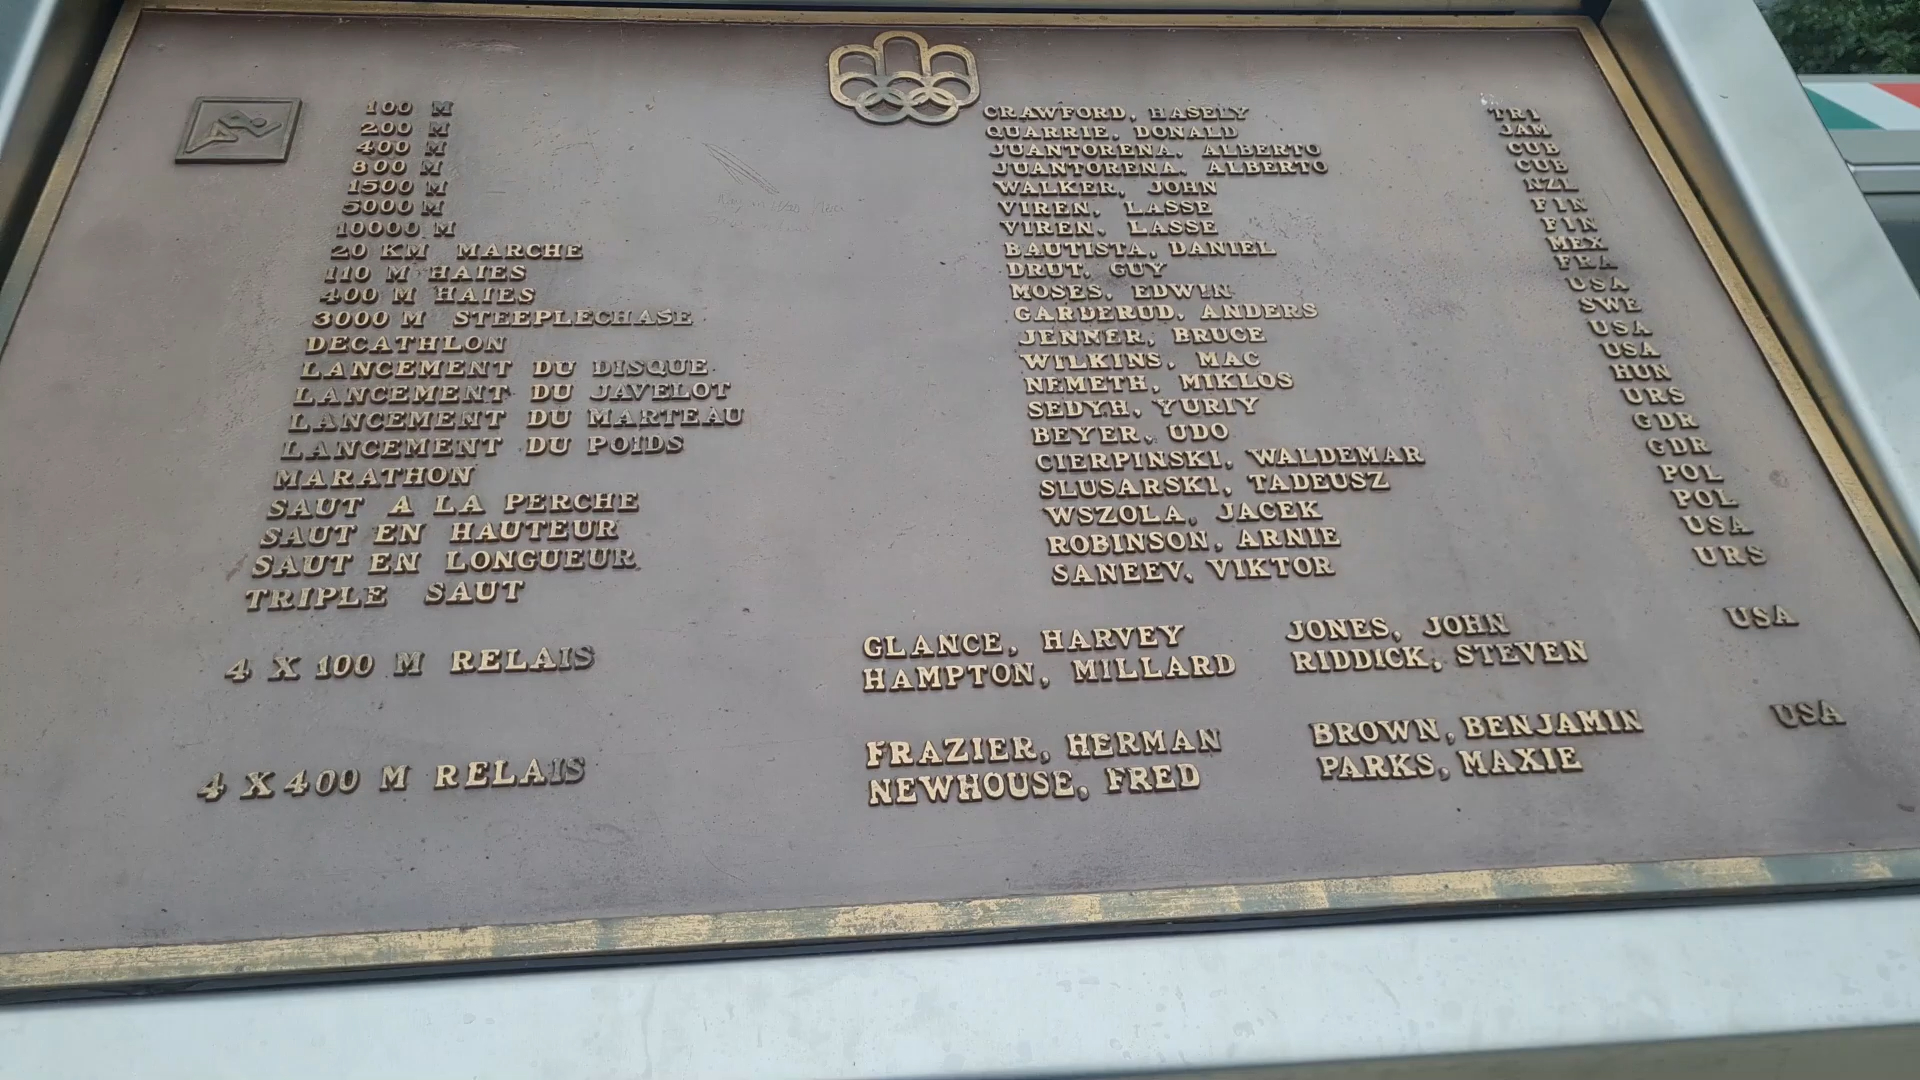 100 M CRAWFORD, HASELY TRI
200 M QUARRIE, DONALD JAM
400 M JUANTORENA, ALBERTO CUB
800 M JUANTORENA, ALBERTO CUB
1500 M WALKER, JOHN NZL
5000 M VIREN, LASSE FIN
10000 M VIREN, LASSE FIN
20 KM MARCHE BAUTISTA, DANIEL MEX
110 M HAIES DRUT, GUY FRA
400 M HAIES MOSES, EDWIN USA
3000 M STEEPLECHASE GARDERUD, ANDERS SWE
DECATHLON JENNER, BRUCE USA
LANCEMENT DU DISQUE WILKINS, MAC USA
LANCEMENT DU JAVELOT NEMETH, MIKLOS HUN
LANCEMENT DU MARTEAU SEDYH, YURIY URS
LANCEMENT DU POIDS BEYER, UDO GDR
MARATHON CIERPINSKI, WALDEMAR GDR
SAUT A LA PERCHE SLUSARSKI, TADEUSZ POL
SAUT EN HAUTEUR WSZOLA, JACEK POL
SAUT EN LONGUEUR ROBINSON, ARNIE USA
TRIPLE SAUT SANEEV, VIKTOR URS
4 X 100 M RELAIS GLANCE, HARVEY JONES, JOHN USA
HAMPTON, MILLARD RIDDICK, STEVEN
4 X 400 M RELAIS FRAZIER, HERMAN BROWN, BENJAMIN USA
NEWHOUSE, FRED PARKS, MAXIE